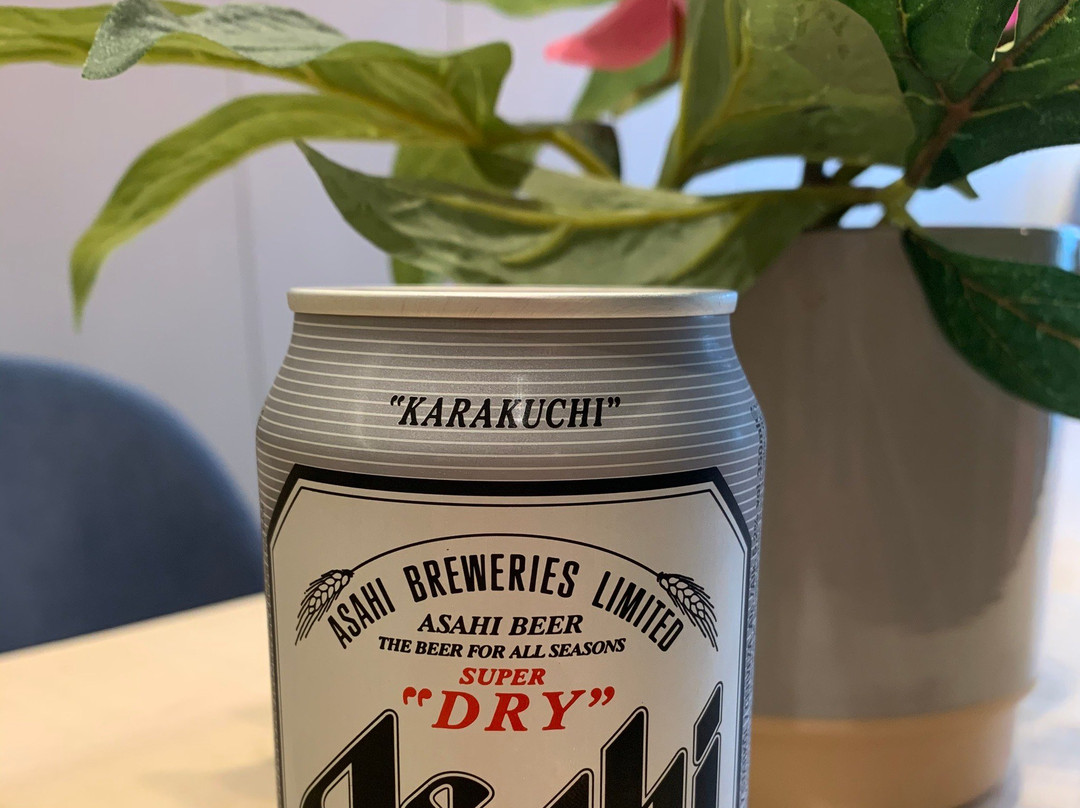 “KARAKUCHI”
ASAHI BREWERIES LIMITED
ASAHI BEER
THE BEER FOR ALL SEASONS
SUPER
“DRY”
Asahi